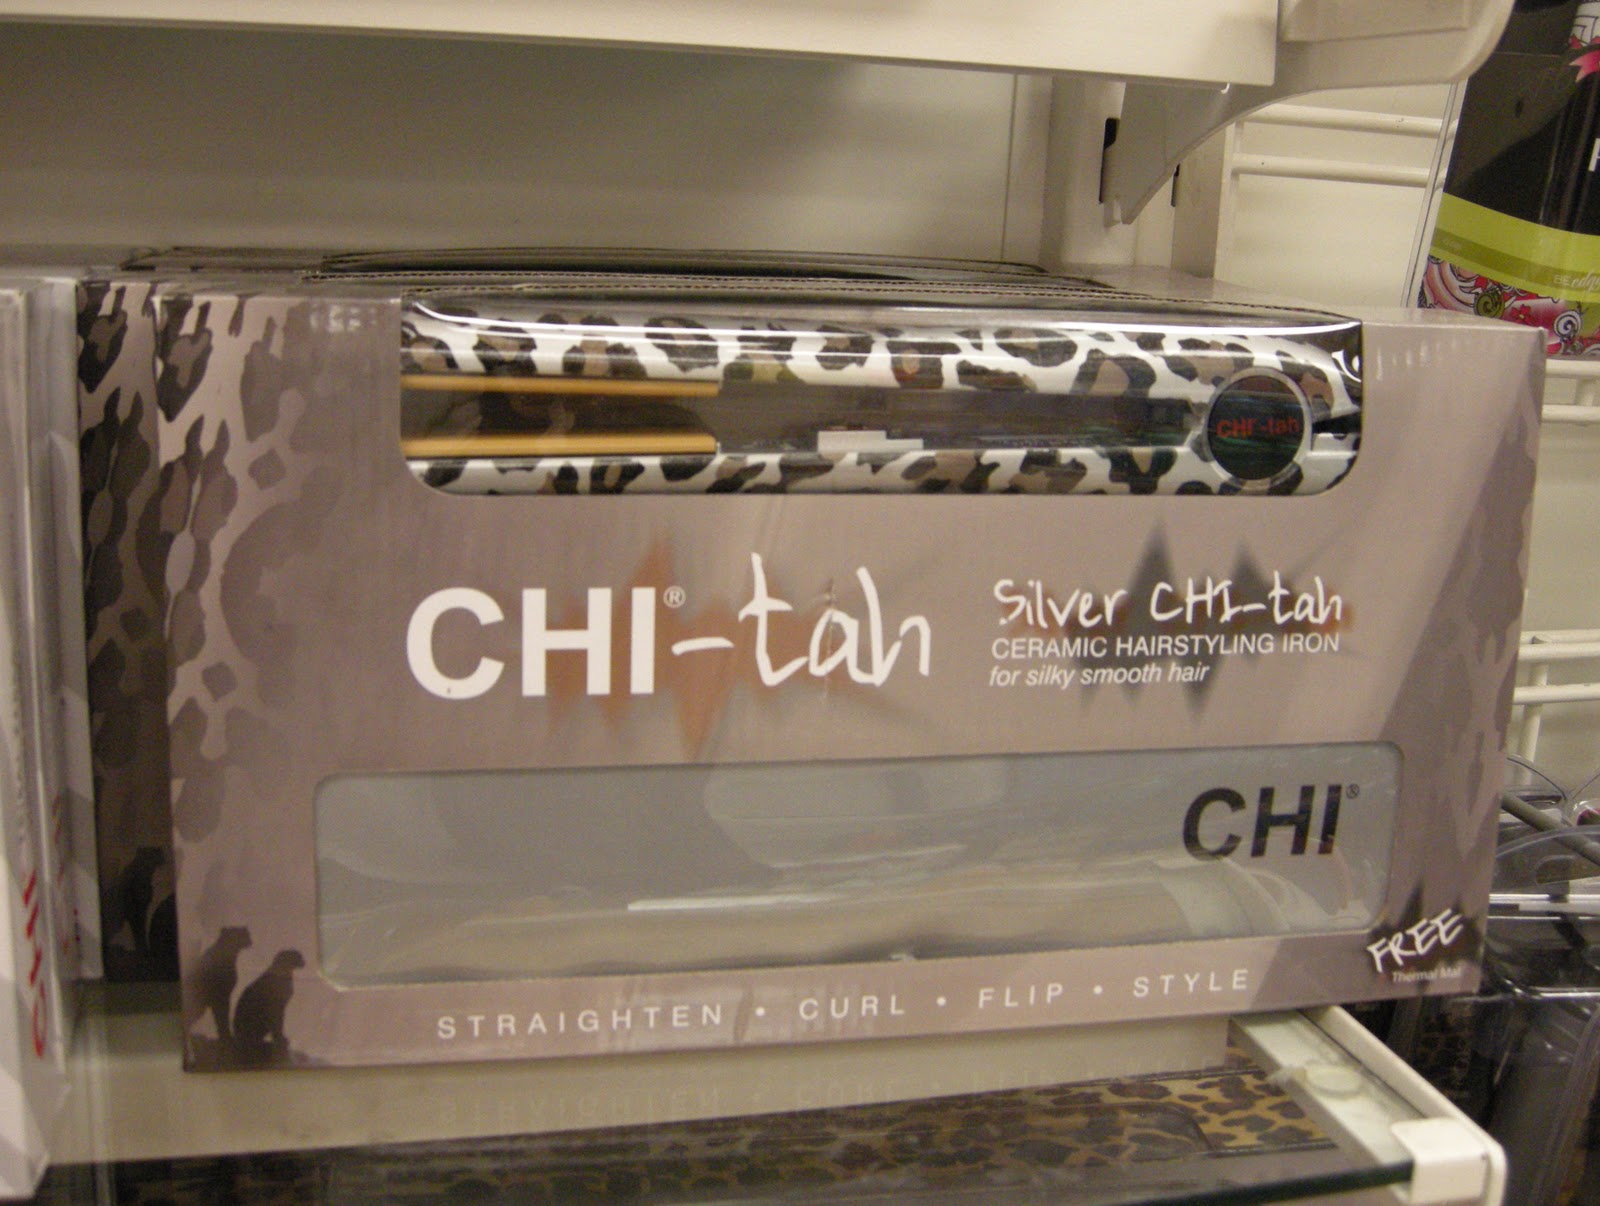 CHI-tah
CHI®-tah
Silver CHI-tah
CERAMIC HAIRSTYLING IRON
for silky smooth hair
CHI®
FREE
Thermal Mat
STRAIGHTEN • CURL • FLIP • STYLE
CHI